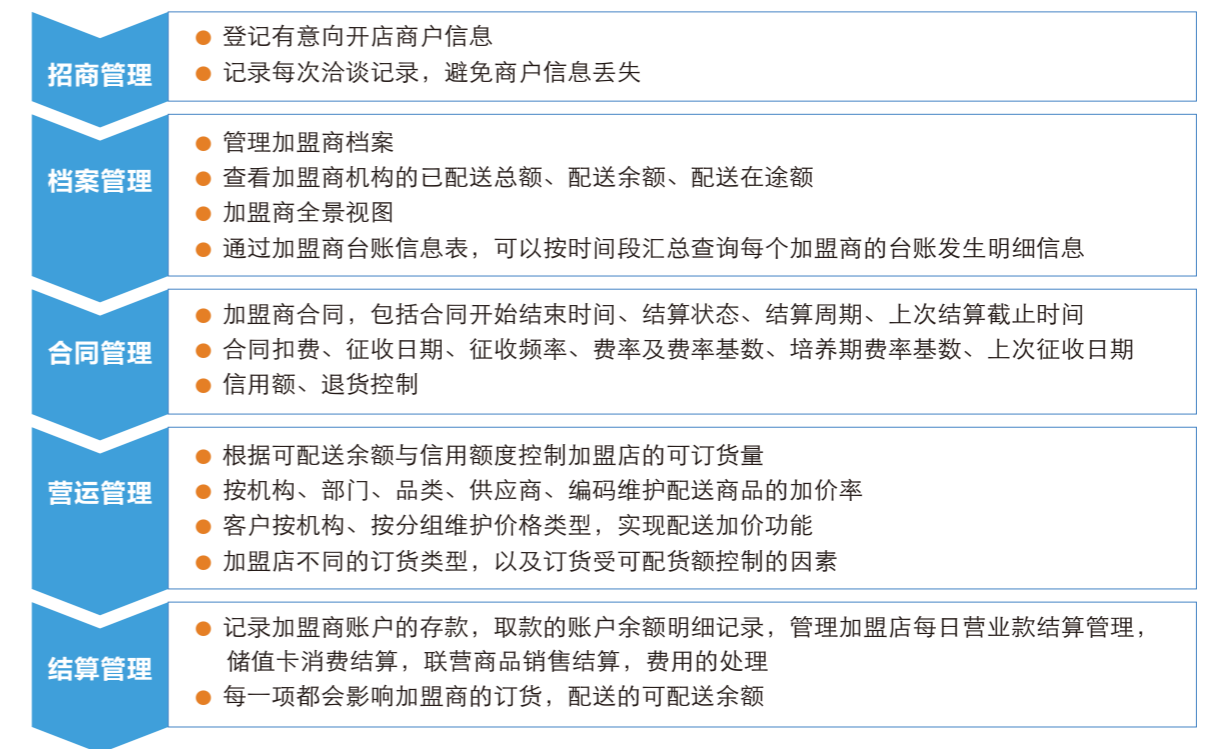 招商管理
登记有意向开店商户信息
记录每次洽谈记录，避免商户信息丢失
档案管理
管理加盟商档案
查看加盟商机构的已配送总额、配送余额、配送在途额
加盟商全景视图
通过加盟商台账信息表，可以按时间段汇总查询每个加盟商的台账发生明细信息
合同管理
加盟商合同，包括合同开始结束时间、结算状态、结算周期、上次结算截止时间
合同扣费、征收日期、征收频率、费率及费率基数、培养期费率基数、上次征收日期
信用额、退货控制
营运管理
根据可配送余额与信用额度控制加盟店的可订货量
按机构、部门、品类、供应商、编码维护配送商品的加价率
客户按机构、按分组维护价格类型，实现配送加价功能
加盟店不同的订货类型，以及订货受可配货额控制的因素
结算管理
记录加盟商账户的存款，取款的账户余额明细记录，管理加盟店每日营业款结算管理，
储值卡消费结算，联营商品销售结算，费用的处理
每一项都会影响加盟商的订货，配送的可配送余额